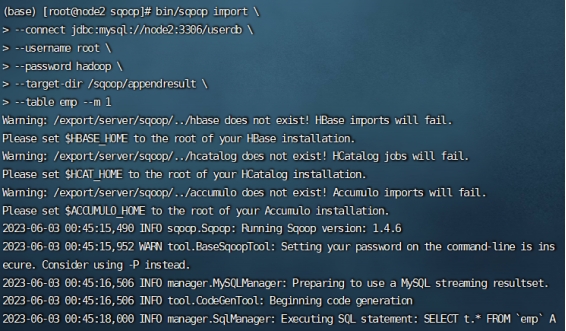 (base) [root@node2 sqoop]# bin/sqoop import \
> --connect jdbc:mysql://node2:3306/userdb \
> --username root \
> --password hadoop \
> --target-dir /sqoop/appendresult \
> --table emp --m 1
Warning: /export/server/sqoop/../hbase does not exist! HBase imports will fail.
Please set $HBASE_HOME to the root of your HBase installation.
Warning: /export/server/sqoop/../hcatalog does not exist! HCatalog jobs will fail.
Please set $HCAT_HOME to the root of your HCatalog installation.
Warning: /export/server/sqoop/../accumulo does not exist! Accumulo imports will fail.
Please set $ACCUMULO_HOME to the root of your Accumulo installation.
2023-06-03 00:45:15,490 INFO sqoop.Sqoop: Running Sqoop version: 1.4.6
2023-06-03 00:45:15,952 WARN tool.BaseSqoopTool: Setting your password on the command-line is ins
ecure. Consider using -P instead.
2023-06-03 00:45:16,506 INFO manager.MySQLManager: Preparing to use a MySQL streaming resultset.
2023-06-03 00:45:16,506 INFO tool.CodeGenTool: Beginning code generation
2023-06-03 00:45:18,000 INFO manager.SqlManager: Executing SQL statement: SELECT t.* FROM `emp` A